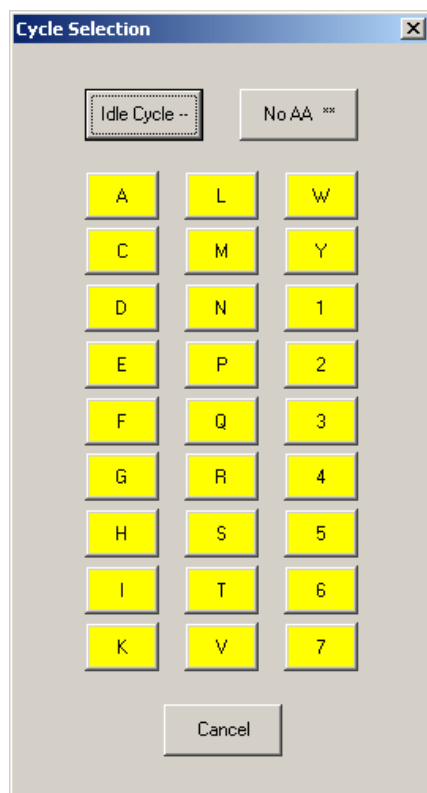 Cycle Selection
Idle Cycle -- No AA **
A L W
C M Y
D N 1
E P 2
F Q 3
G R 4
H S 5
I T 6
K V 7
Cancel